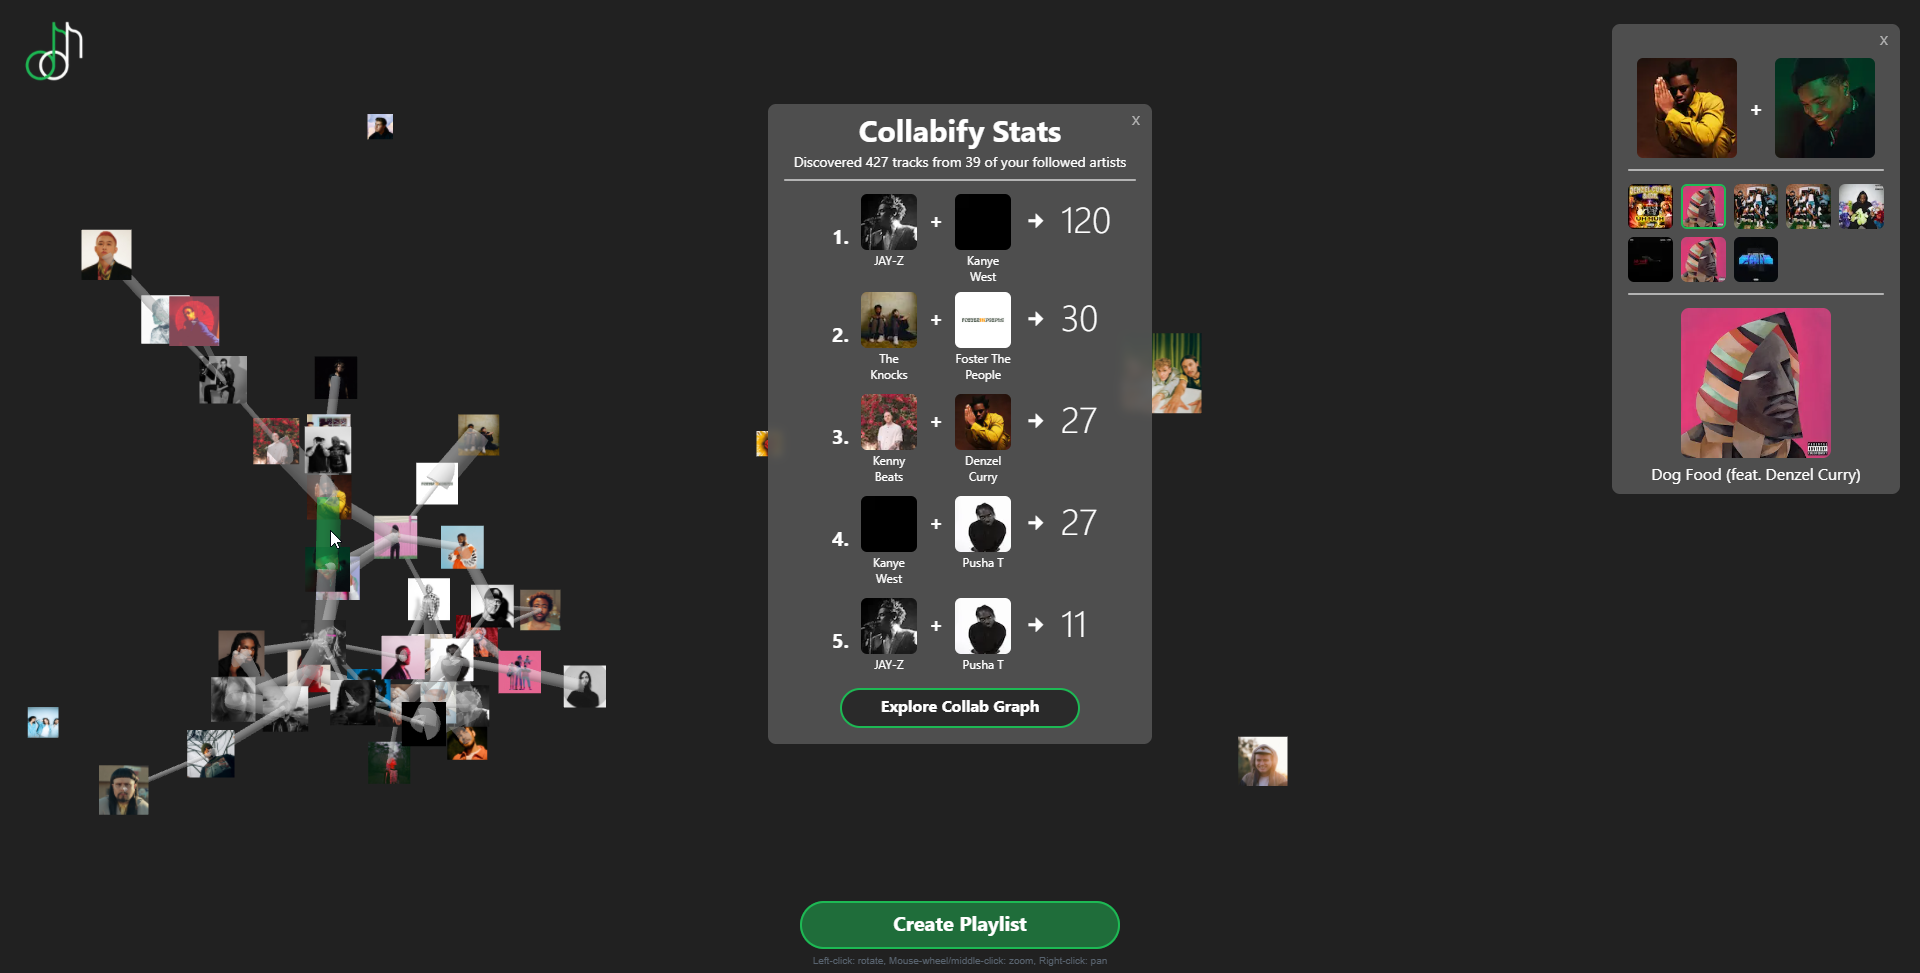 Collabify Stats
X
Discovered 427 tracks from 39 of your followed artists
1.
+
120
JAY-Z
Kanye
West
2.
+
30
The
Knocks
Foster The
People
3.
+
27
Kenny
Beats
Denzel
Curry
4.
+
27
Kanye
West
Pusha T
5.
+
11
JAY-Z
Pusha T
Explore Collab Graph
Create Playlist
Left-click: rotate, Mouse-wheel/middle-click: zoom, Right-click: pan
X
+
Dog Food (feat. Denzel Curry)